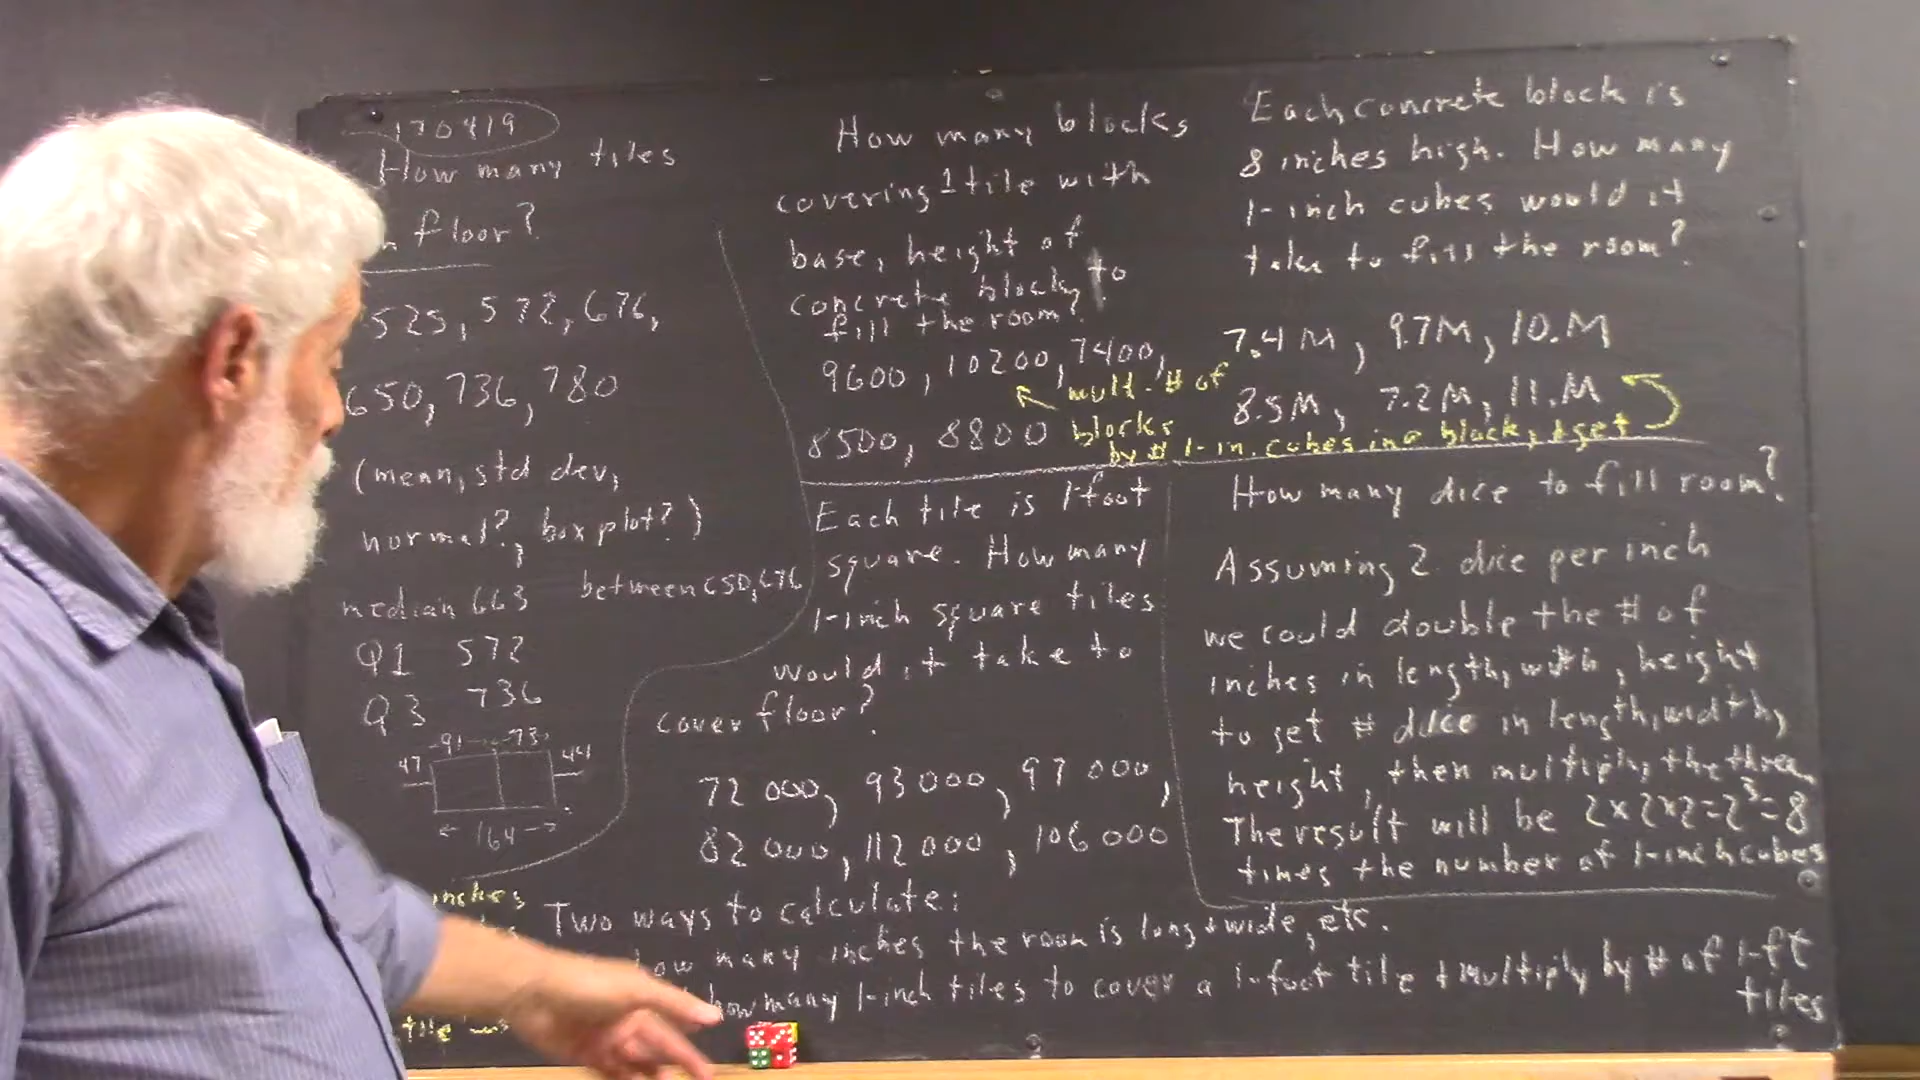 170419
How many tiles
floor?
525, 572, 676,
650, 736, 780
(mean, std dev,
normal?, box plot?)
median 663 between 650, 676
Q1 572
Q3 736
91 73
47 44
← 164 →
inches
tile
How many blocks
covering 1 tile with
base, height of
concrete block, to
fill the room?
9600, 10200, 7400,
8500, 8800
mult. # of
blocks
by # 1-in. cubes in a block, & get
Each concrete block is
8 inches high. How many
1-inch cubes would it
take to fill the room?
7.4 M, 9.7M, 10.M
8.5M, 7.2M, 11.M
Each tile is 1 foot
square. How many
1-inch square tiles
would it take to
cover floor?
72 000, 93 000, 97 000,
82 000, 112 000, 106 000
How many dice to fill room?
Assuming 2 dice per inch
we could double the # of
inches in length, width, height
to get # dice in length, width,
height, then multiply the three.
The result will be 2x2x2=2³=8
times the number of 1-inch cubes
Two ways to calculate:
how many inches the room is long & wide, etc.
how many 1-inch tiles to cover a 1-foot tile & multiply by # of 1-ft
tiles